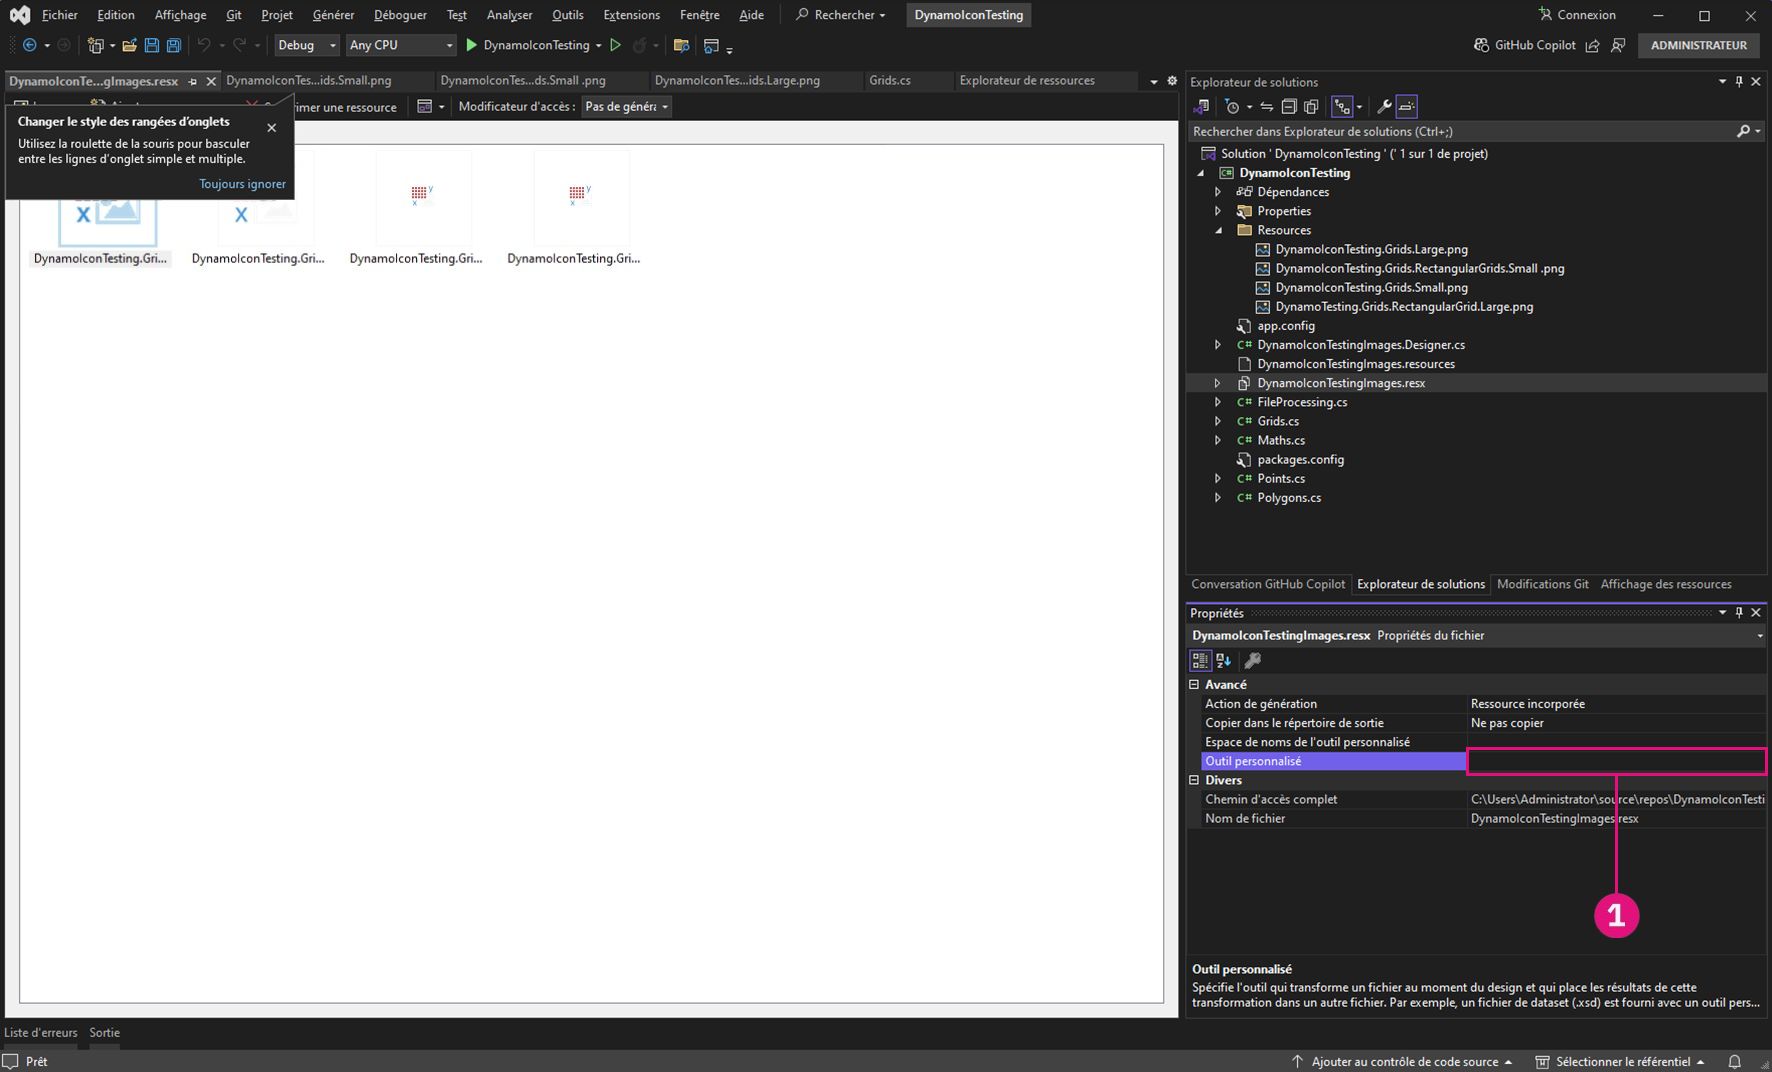 Fichier Edition Affichage Git Projet Générer Déboguer Test Analyser Outils Extensions Fenêtre Aide Rechercher DynamoIconTesting Connexion
Debug Any CPU DynamoIconTesting GitHub Copilot ADMINISTRATEUR
DynamoIconTe...gImages.resx DynamoIconTes...ids.Small.png DynamoIconTes...ds.Small .png DynamoIconTes...ids.Large.png Grids.cs Explorateur de ressources
rimer une ressource Modificateur d'accès : Pas de généra
Changer le style des rangées d'onglets
Utilisez la roulette de la souris pour basculer
entre les lignes d'onglet simple et multiple.
Toujours ignorer
X X y x y x
DynamoIconTesting.Gri... DynamoIconTesting.Gri... DynamoIconTesting.Gri... DynamoIconTesting.Gri...
Explorateur de solutions
Rechercher dans Explorateur de solutions (Ctrl+;)
Solution ' DynamoIconTesting ' (' 1 sur 1 de projet)
C# DynamoIconTesting
Dépendances
Properties
Resources
DynamoIconTesting.Grids.Large.png
DynamoIconTesting.Grids.RectangularGrids.Small .png
DynamoIconTesting.Grids.Small.png
DynamoTesting.Grids.RectangularGrid.Large.png
app.config
C# DynamoIconTestingImages.Designer.cs
DynamoIconTestingImages.resources
DynamoIconTestingImages.resx
C# FileProcessing.cs
C# Grids.cs
C# Maths.cs
packages.config
C# Points.cs
C# Polygons.cs
Conversation GitHub Copilot Explorateur de solutions Modifications Git Affichage des ressources
Propriétés
DynamoIconTestingImages.resx Propriétés du fichier
Avancé
Action de génération Ressource incorporée
Copier dans le répertoire de sortie Ne pas copier
Espace de noms de l'outil personnalisé
Outil personnalisé
Divers
Chemin d'accès complet C:\Users\Administrator\source\repos\DynamoIconTesti
Nom de fichier DynamoIconTestingImages.resx
1
Outil personnalisé
Spécifie l'outil qui transforme un fichier au moment du design et qui place les résultats de cette
transformation dans un autre fichier. Par exemple, un fichier de dataset (.xsd) est fourni avec un outil pers...
Liste d'erreurs Sortie
Prêt Ajouter au contrôle de code source Sélectionner le référentiel